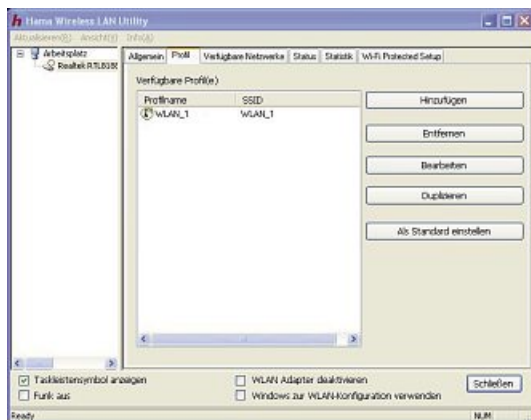 Hama Wireless LAN Utility
Aktualisieren(R) Ansicht(V) Info(A)
Arbeitsplatz
Realtek RTL818
Allgemein Profil Verfügbare Netzwerke Status Statistik Wi-Fi Protected Setup
Verfügbare Profil(e)
Profilname SSID
WLAN_1 WLAN_1
Hinzufügen
Entfernen
Bearbeiten
Duplizieren
Als Standard einstellen
Taskleistensymbol anzeigen
Funk aus
WLAN Adapter deaktivieren
Windows zur WLAN-Konfiguration verwenden
Schließen
Ready NUM